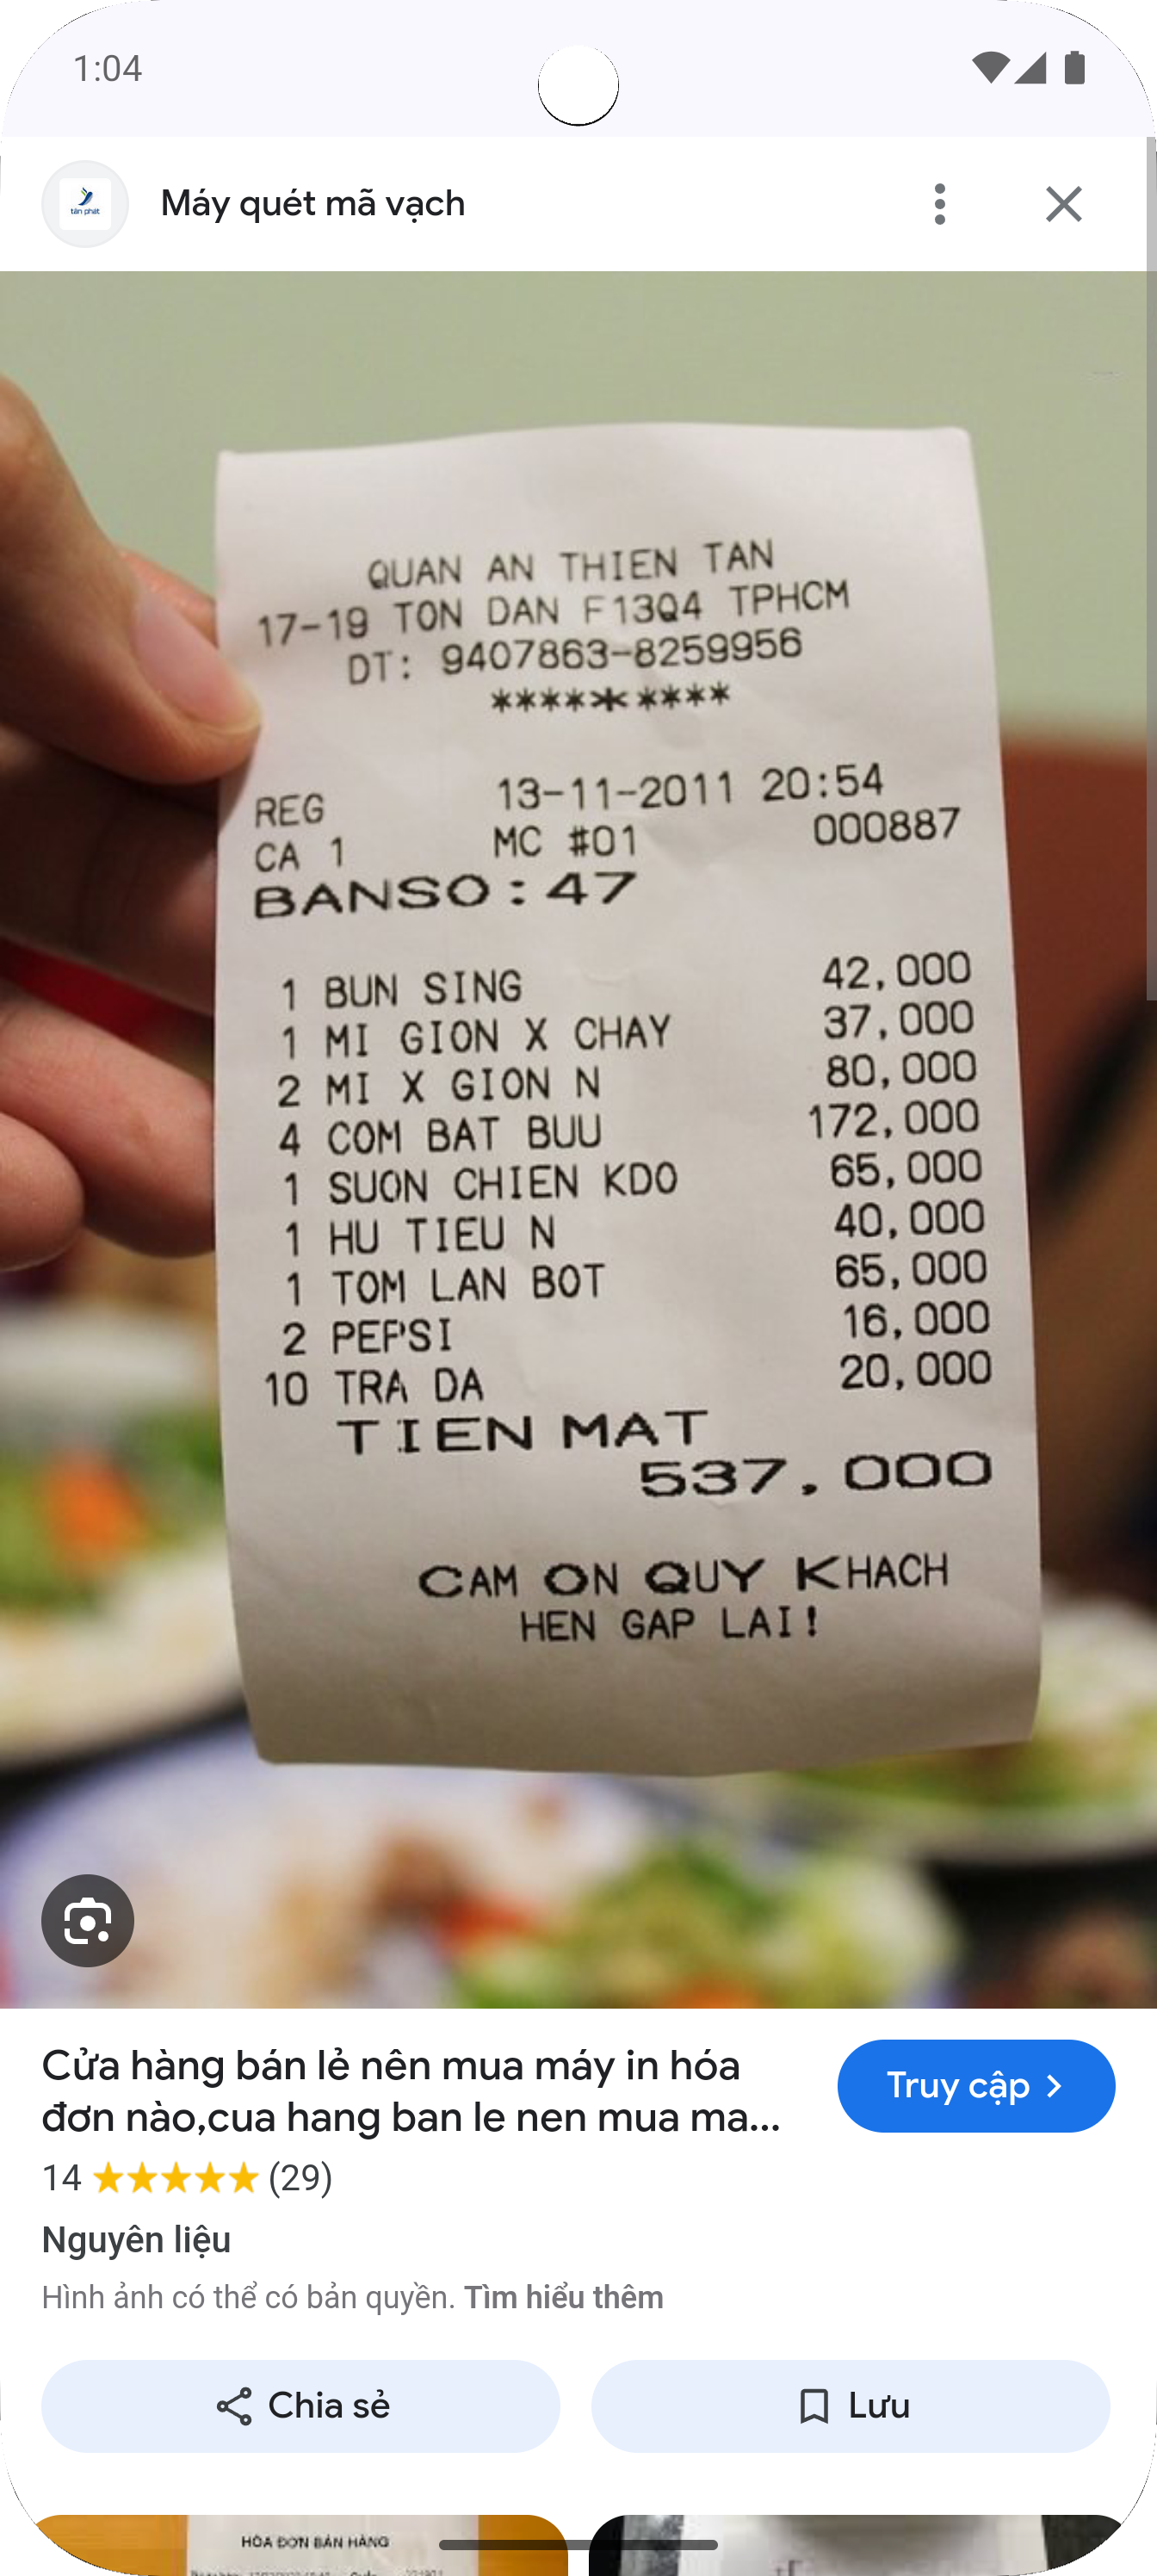 1:04
tân phát
Máy quét mã vạch
QUAN AN THIEN TAN
17-19 TON DAN F13Q4 TPHCM
DT: 9407863-8259956
*********
REG 13-11-2011 20:54
CA 1 MC #01 000887
BANSO:47
1 BUN SING 42,000
1 MI GION X CHAY 37,000
2 MI X GION N 80,000
4 COM BAT BUU 172,000
1 SUON CHIEN KDO 65,000
1 HU TIEU N 40,000
1 TOM LAN BOT 65,000
2 PEPSI 16,000
10 TRA DA 20,000
TIEN MAT
537.000
CAM ON QUY KHACH
HEN GAP LAI!
Cửa hàng bán lẻ nên mua máy in hóa
đơn nào,cua hang ban le nen mua ma...
Truy cập
14 ★★★★★ (29)
Nguyên liệu
Hình ảnh có thể có bản quyền. Tìm hiểu thêm
Chia sẻ
Lưu
HÓA ĐƠN BÁN HÀNG